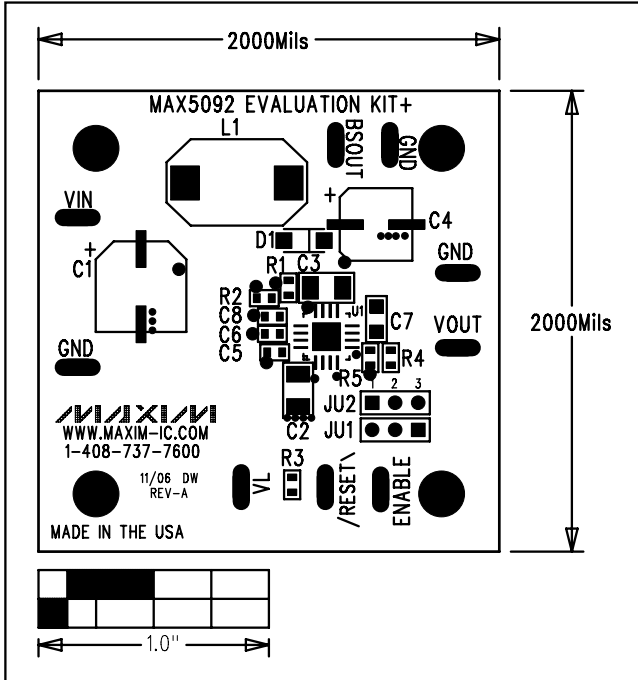 2000Mils
MAX5092 EVALUATION KIT+
L1
BSOUT
GND
VIN
+
C4
D1
+
C1
GND
R1
C3
R2
C8
U1
C7
C6
VOUT
2000Mils
GND
C5
R5
R4
1 2 3
JU2
C2
JU1
MAXIM
WWW.MAXIM-IC.COM
1-408-737-7600
R3
11/06 DW
REV-A
VL
/RESET\
ENABLE
MADE IN THE USA
1.0"